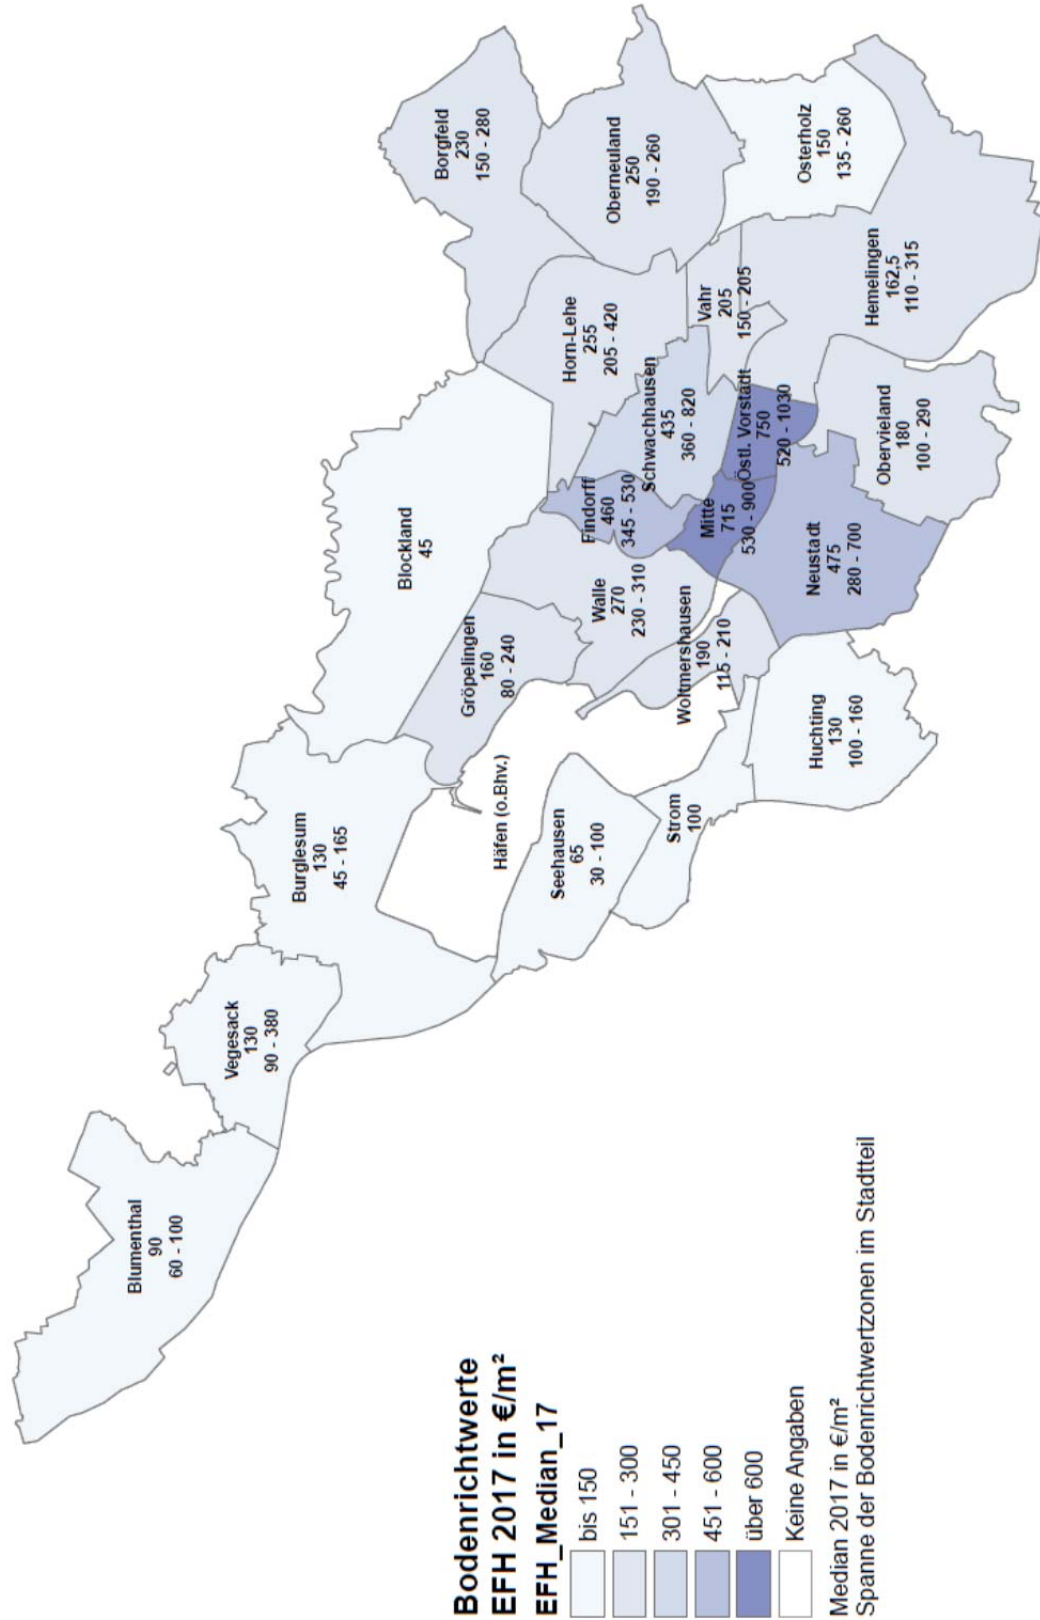 Blumenthal
90
60 - 100
Vegesack
130
90 - 380
Burglesum
130
45 - 165
Blockland
45
Borgfeld
230
150 - 280
Gröpelingen
160
80 - 240
Häfen (o.Bhv.)
Seehausen
65
30 - 100
Strom
100
Walle
270
230 - 310
Findorff
460
345 - 530
Horn-Lehe
255
205 - 420
Oberneuland
250
190 - 260
Schwachhausen
435
360 - 820
Vahr
205
150 - 205
Osterholz
150
135 - 260
Woltmershausen
190
115 - 210
Mitte
715
530 - 900
Östl. Vorstadt
750
520 - 1030
Hemelingen
162,5
110 - 315
Huchting
130
100 - 160
Neustadt
475
280 - 700
Obervieland
180
100 - 290
Bodenrichtwerte
EFH 2017 in €/m²
EFH_Median_17
bis 150
151 - 300
301 - 450
451 - 600
über 600
Keine Angaben
Median 2017 in €/m²
Spanne der Bodenrichtwertzonen im Stadtteil